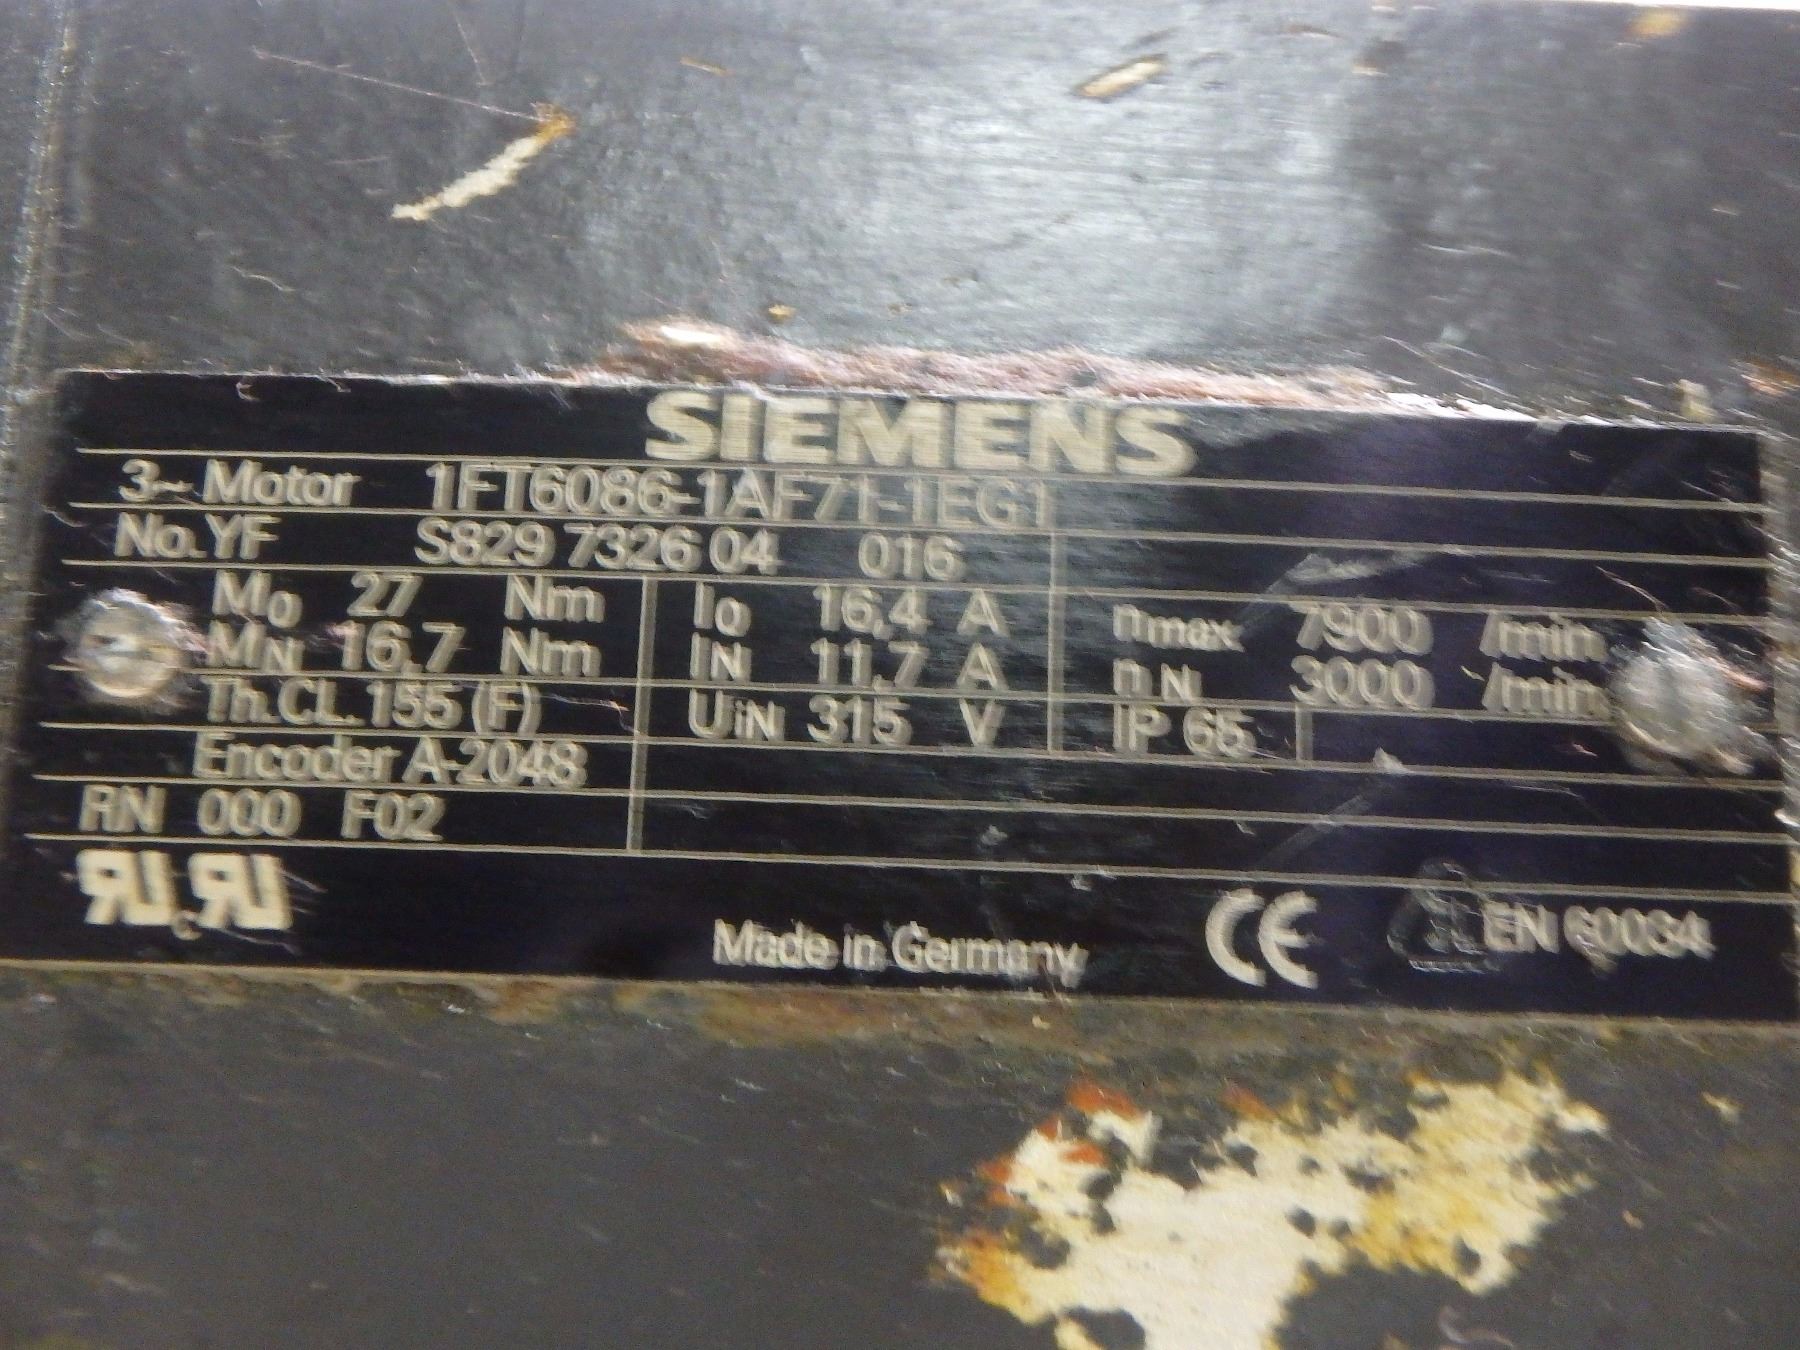 SIEMENS
3~ Motor 1FT6086-1AF71-1EG1
No. YF S829 7326 04 016
M0 27 Nm I0 16,4 A nmax 7900 /min
MN 16,7 Nm IN 11,7 A nN 3000 /min
Th.CL. 155 (F) UiN 315 V IP 65
Encoder A-2048
RN 000 F02
Made in Germany CE EN 60034